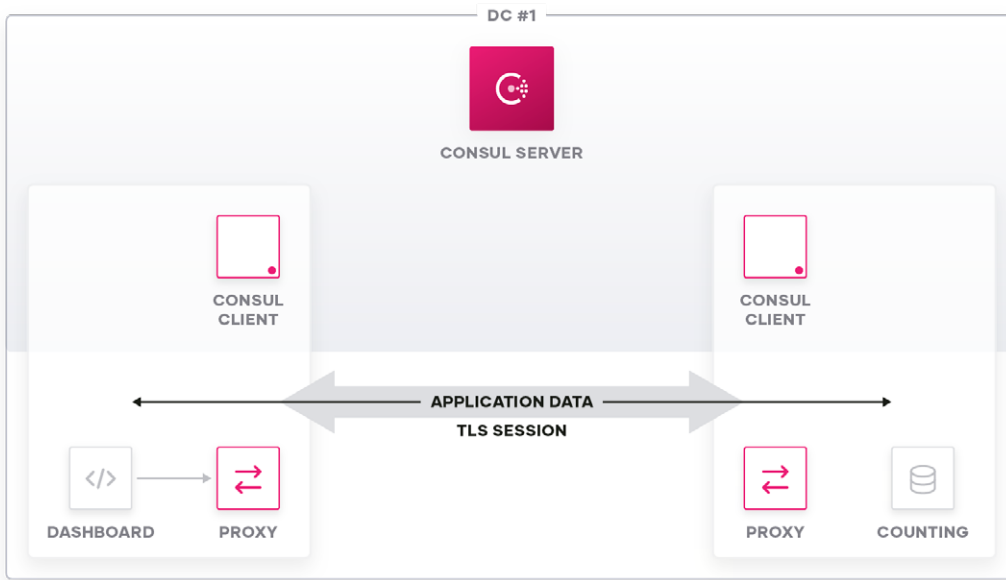 DC #1
CONSUL SERVER
CONSUL
CLIENT
CONSUL
CLIENT
APPLICATION DATA
TLS SESSION
DASHBOARD
PROXY
PROXY
COUNTING